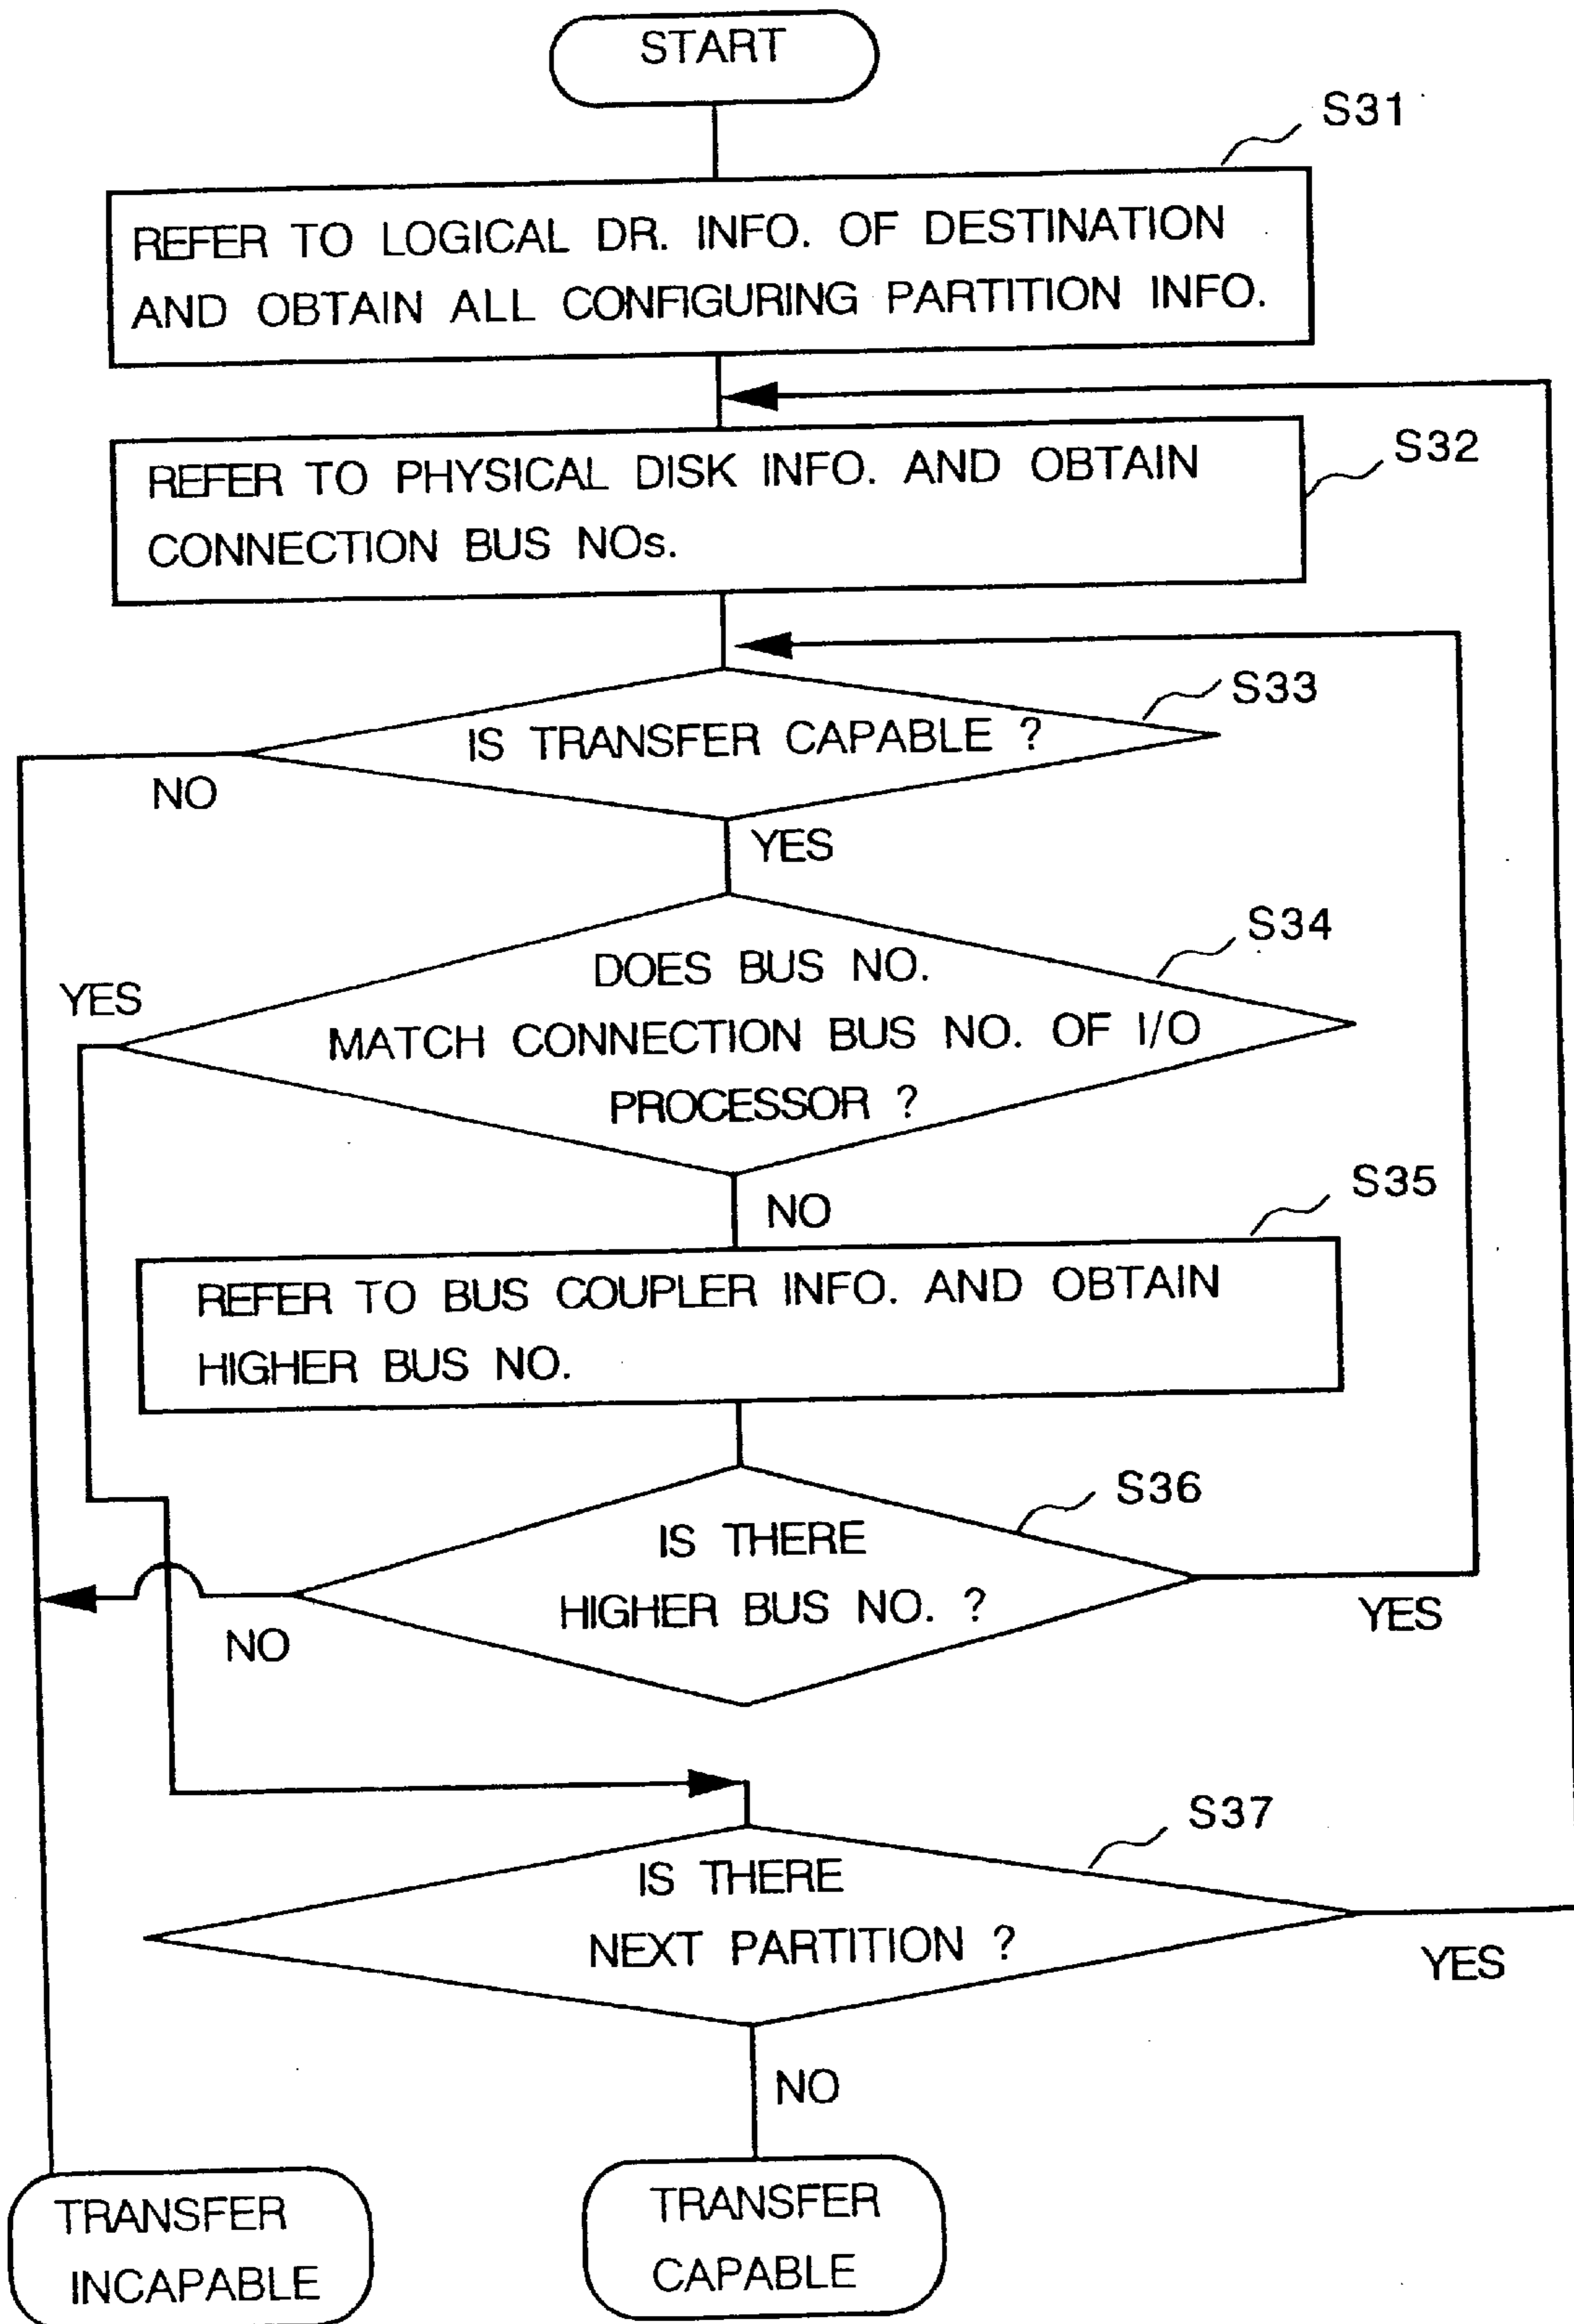 START
S31
REFER TO LOGICAL DR. INFO. OF DESTINATION
AND OBTAIN ALL CONFIGURING PARTITION INFO.
S32
REFER TO PHYSICAL DISK INFO. AND OBTAIN
CONNECTION BUS NOs.
S33
IS TRANSFER CAPABLE ?
NO
YES
S34
DOES BUS NO.
YES
MATCH CONNECTION BUS NO. OF I/O
PROCESSOR ?
S35
NO
REFER TO BUS COUPLER INFO. AND OBTAIN
HIGHER BUS NO.
S36
IS THERE
HIGHER BUS NO. ?
YES
NO
S37
IS THERE
NEXT PARTITION ?
YES
NO
TRANSFER
INCAPABLE
TRANSFER
CAPABLE